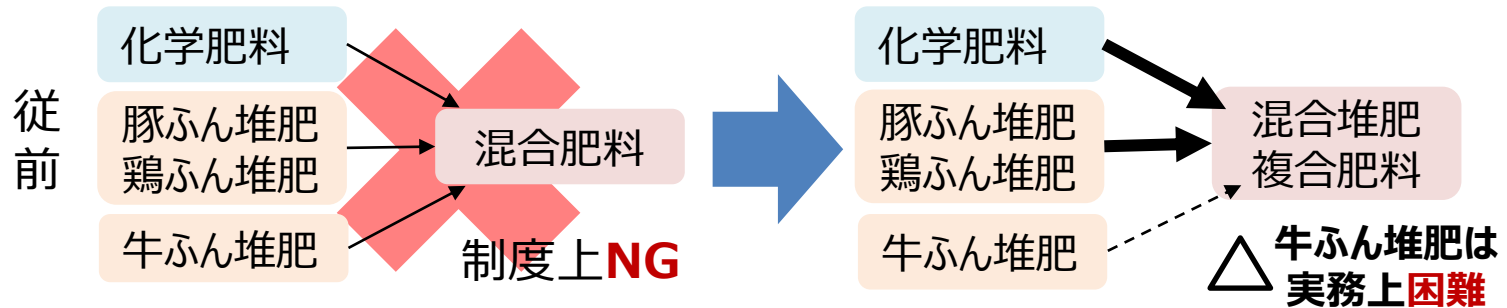 従前
化学肥料
豚ふん堆肥
鶏ふん堆肥
牛ふん堆肥
混合肥料
制度上NG
化学肥料
豚ふん堆肥
鶏ふん堆肥
牛ふん堆肥
混合堆肥
複合肥料
牛ふん堆肥は
実務上困難